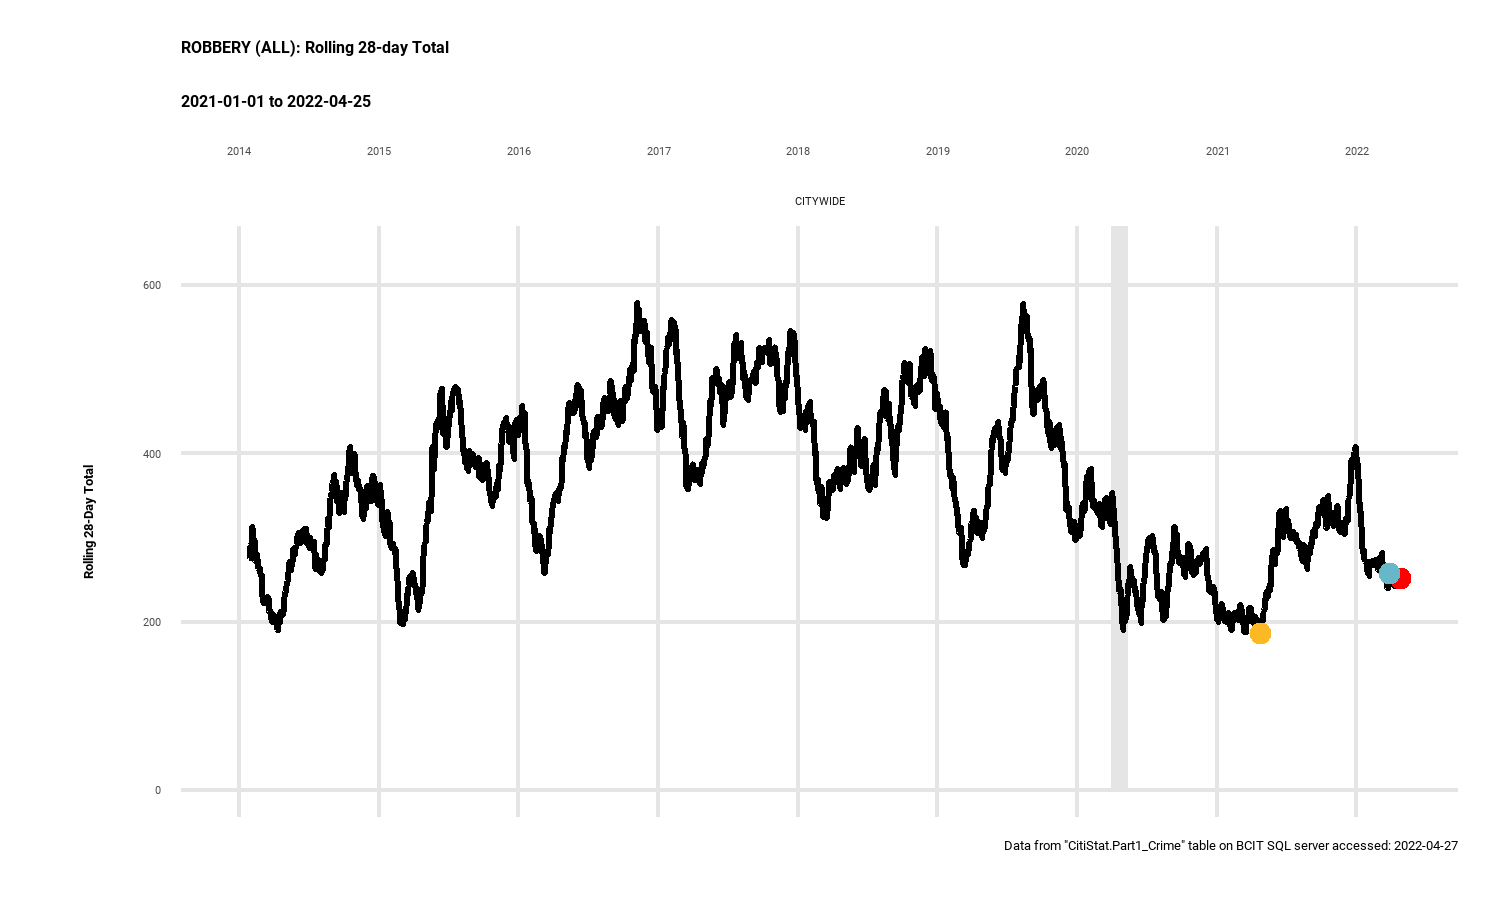 ROBBERY (ALL): Rolling 28-day Total
2021-01-01 to 2022-04-25
2014 2015 2016 2017 2018 2019 2020 2021 2022
CITYWIDE
600
400
200
0
Rolling 28-Day Total
Data from "CitiStat.Part1_Crime" table on BCIT SQL server accessed: 2022-04-27